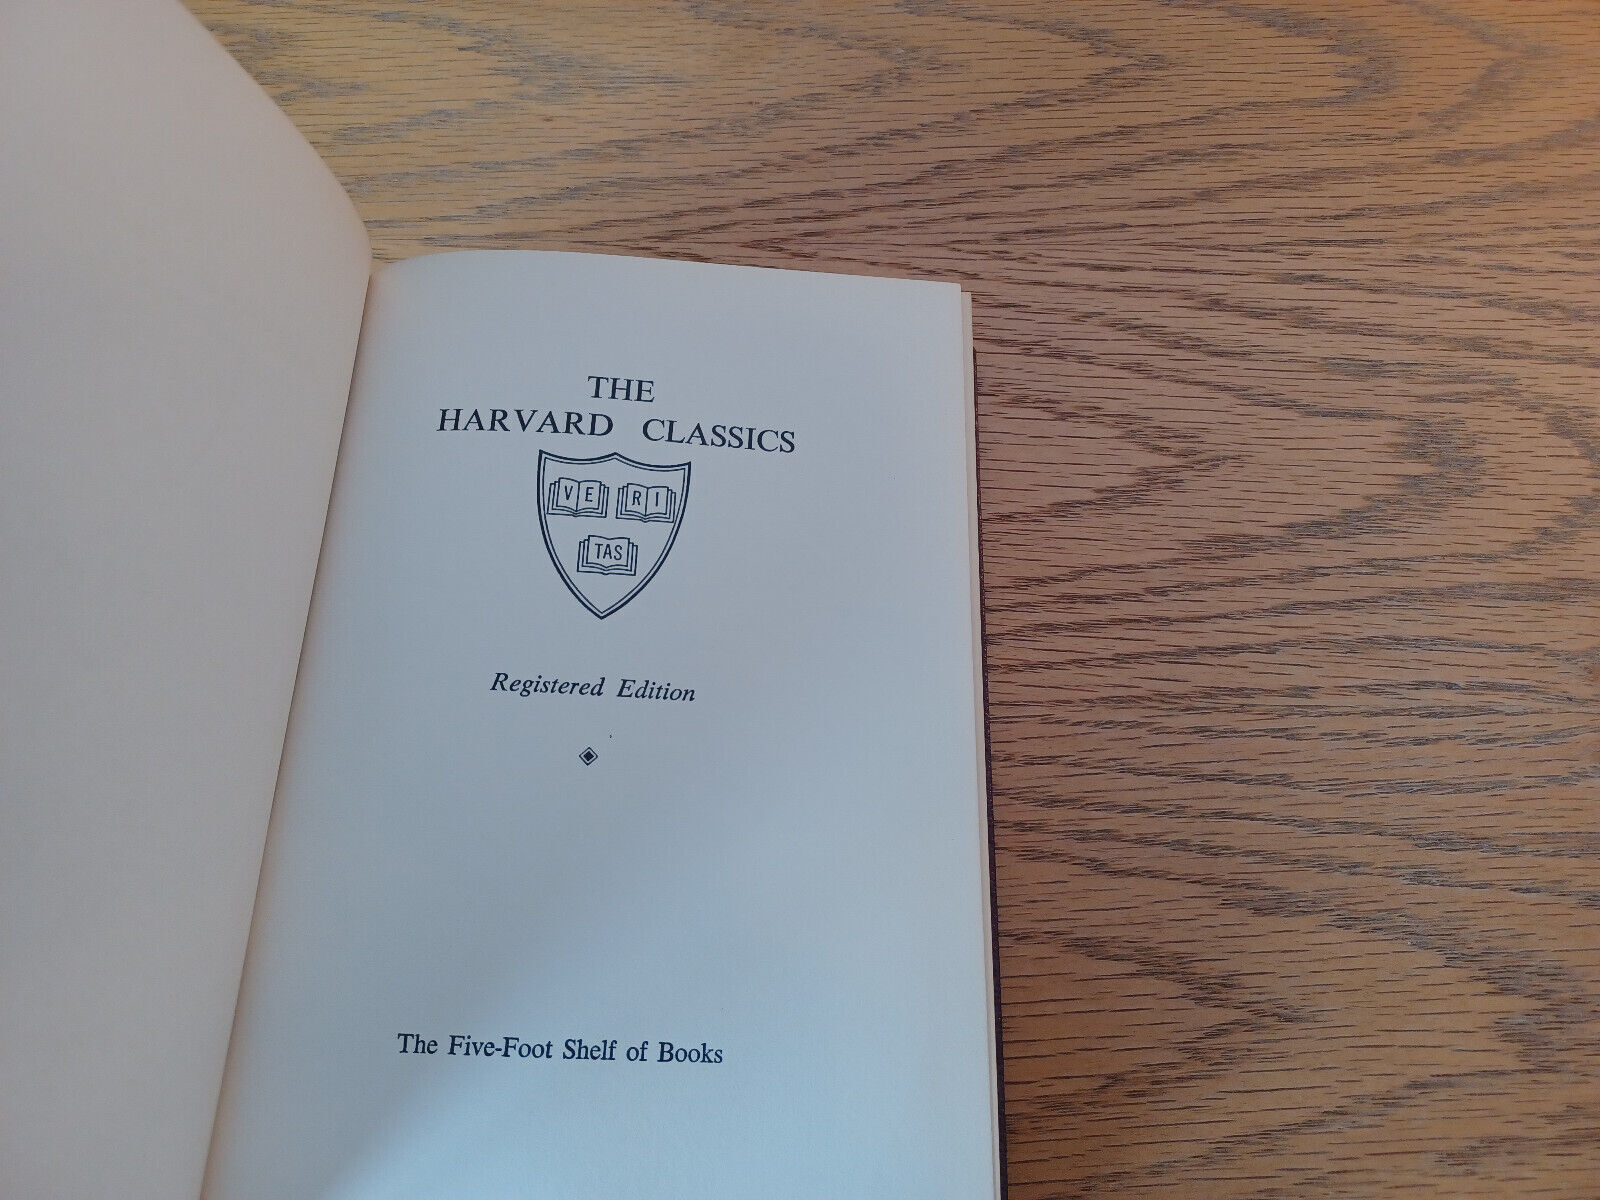 THE
HARVARD CLASSICS
VE RI
TAS
Registered Edition
The Five-Foot Shelf of Books